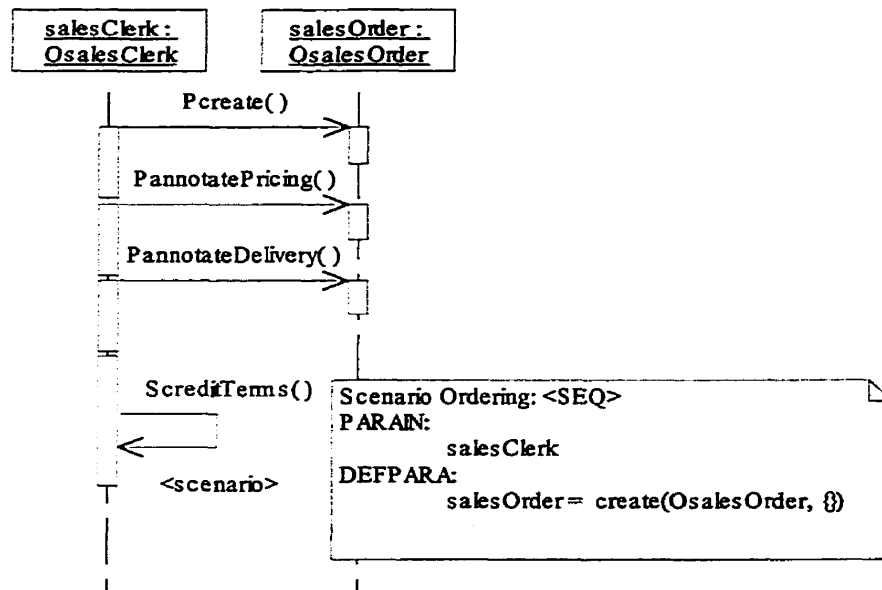 salesClerk :
OsalesClerk
salesOrder :
OsalesOrder
Pcreate()
PannotatePricing()
PannotateDelivery( )
ScreditTerms()
<scenario>
Scenario Ordering: <SEQ>
PARAIN:
salesClerk
DEFPARA:
salesOrder = create(OsalesOrder, {})